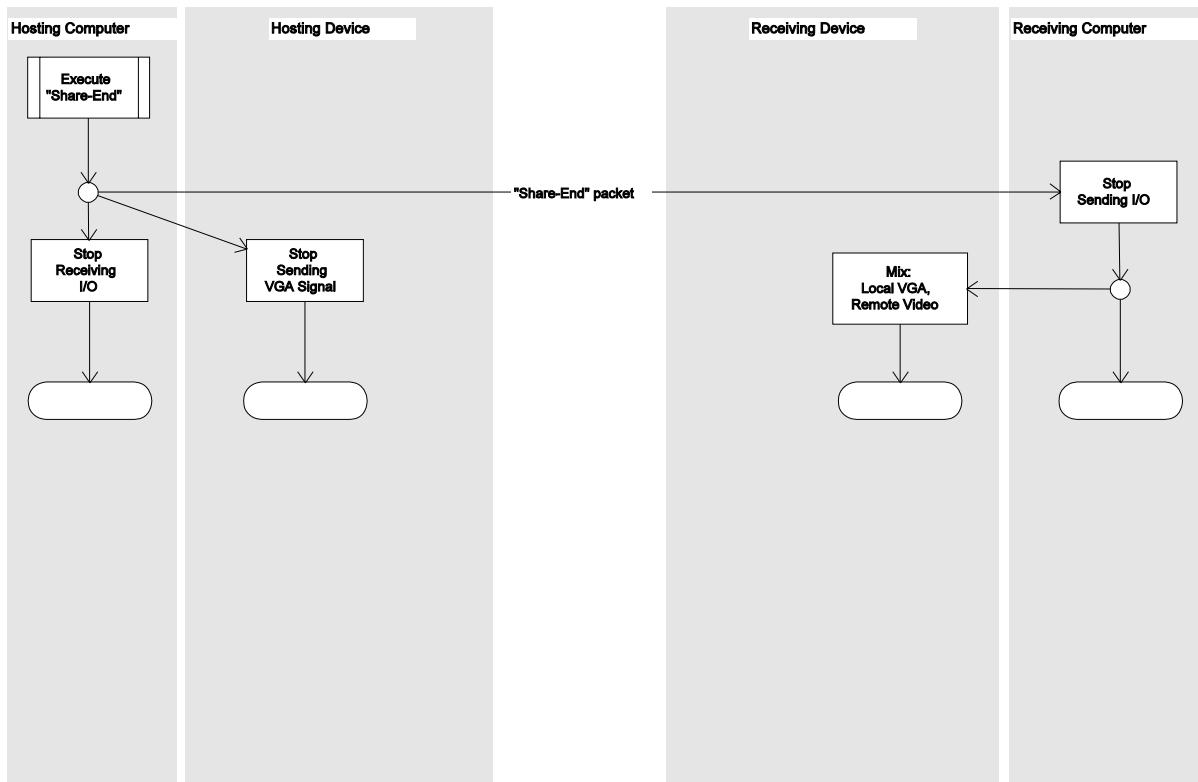 Hosting Computer
Hosting Device
Receiving Device
Receiving Computer
Execute
"Share-End"
"Share-End" packet
Stop
Sending I/O
Stop
Receiving
I/O
Stop
Sending
VGA Signal
Mix:
Local VGA,
Remote Video